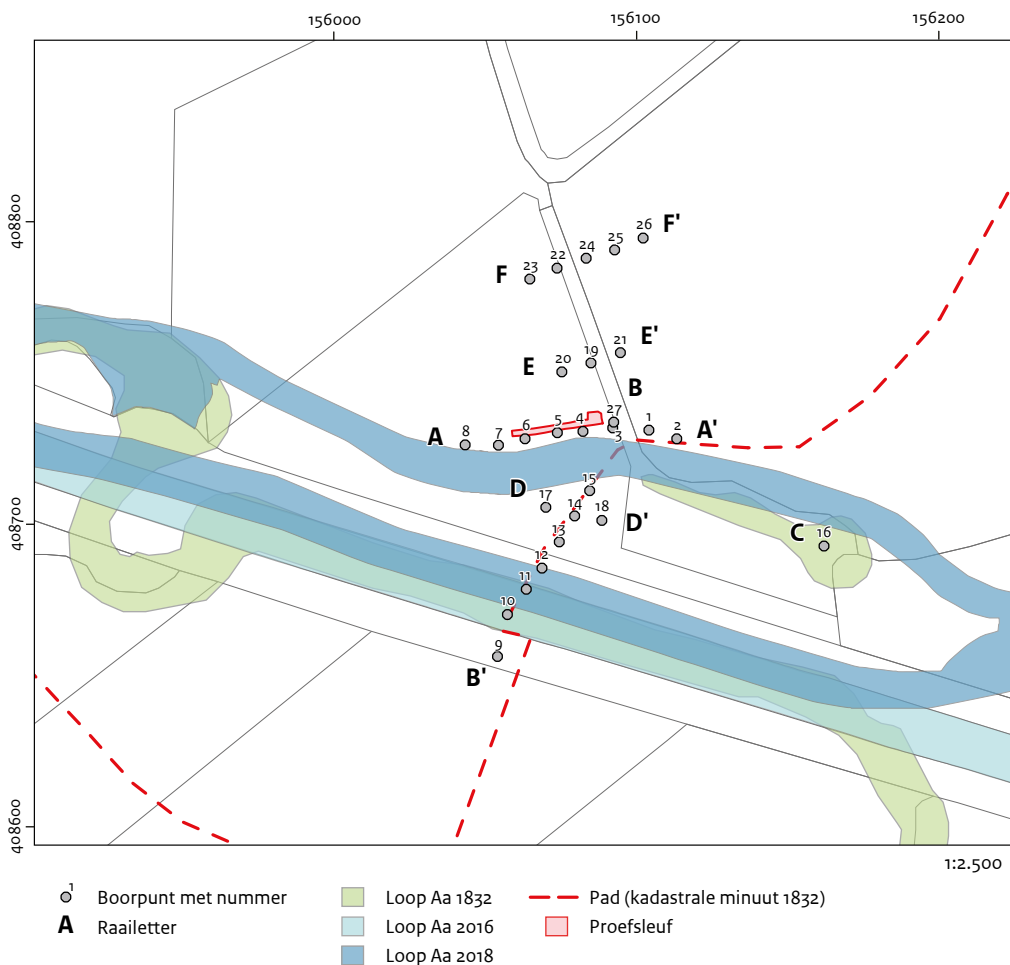 156000 156100 156200
408800
408700
408600
26 F'
25
24
22
23
F
21 E'
19
20
E
B
27
4
5
6
7
8
A
3
1
2
A'
15
D
17
14
18
D'
13
12
11
10
9
B'
C 16
1:2.500
1 Boorpunt met nummer
A Raailetter
Loop Aa 1832
Loop Aa 2016
Loop Aa 2018
Pad (kadastrale minuut 1832)
Proefsleuf